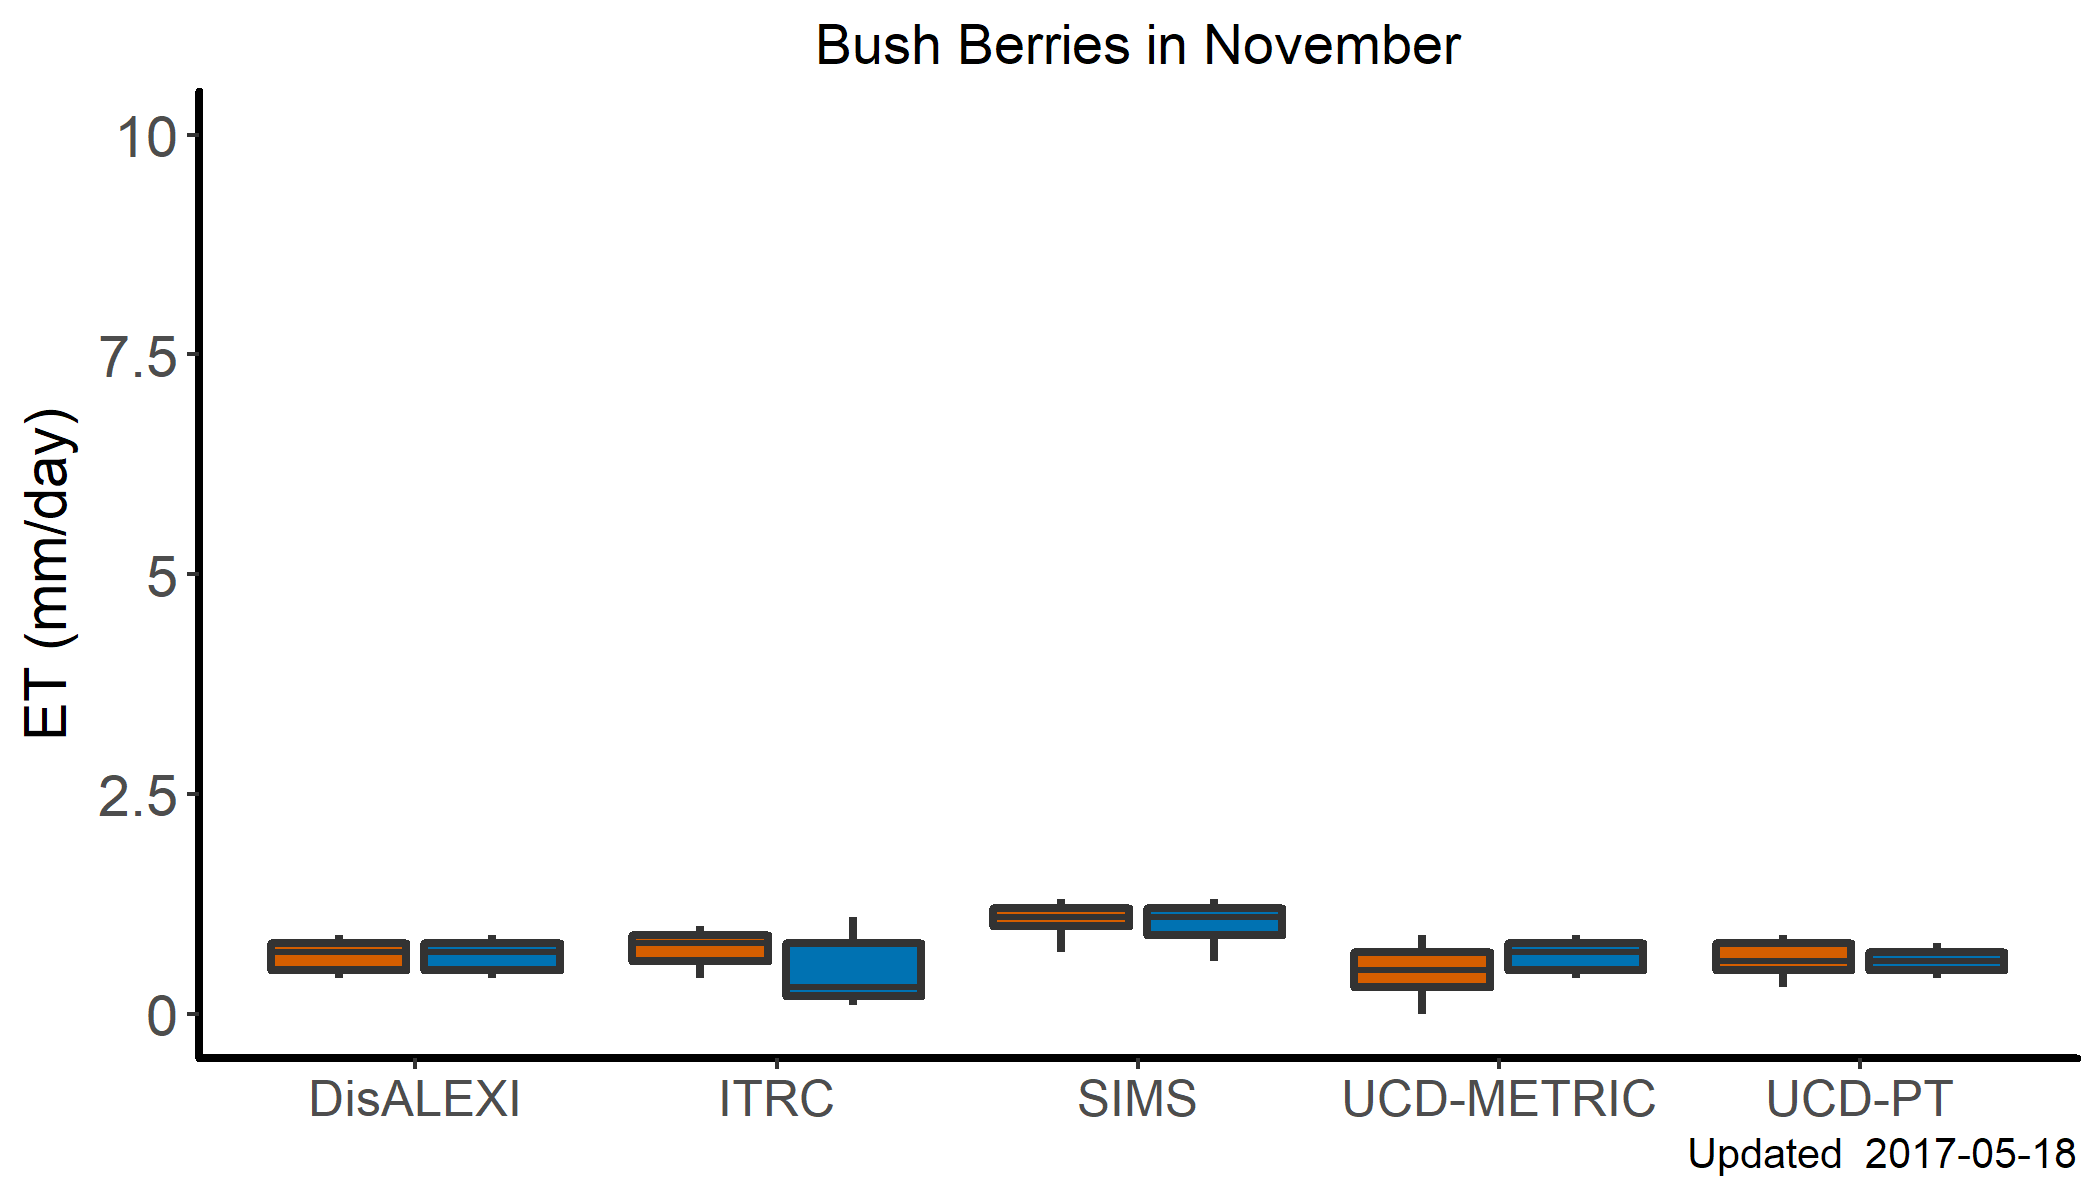 Bush Berries in November
10
7.5
5
2.5
0
ET (mm/day)
DisALEXI ITRC SIMS UCD-METRIC UCD-PT
Updated  2017-05-18